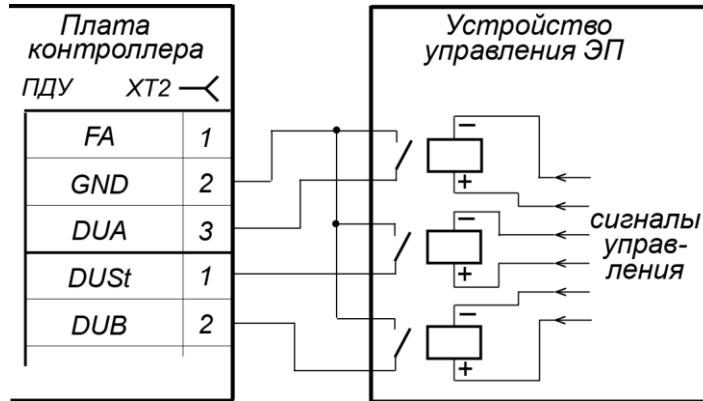 Плата
контроллера
ПДУ XT2
FA 1
GND 2
DUA 3
DUSt 1
DUB 2
Устройство
управления ЭП
−
+
−
+
−
+
сигналы
управ-
ления